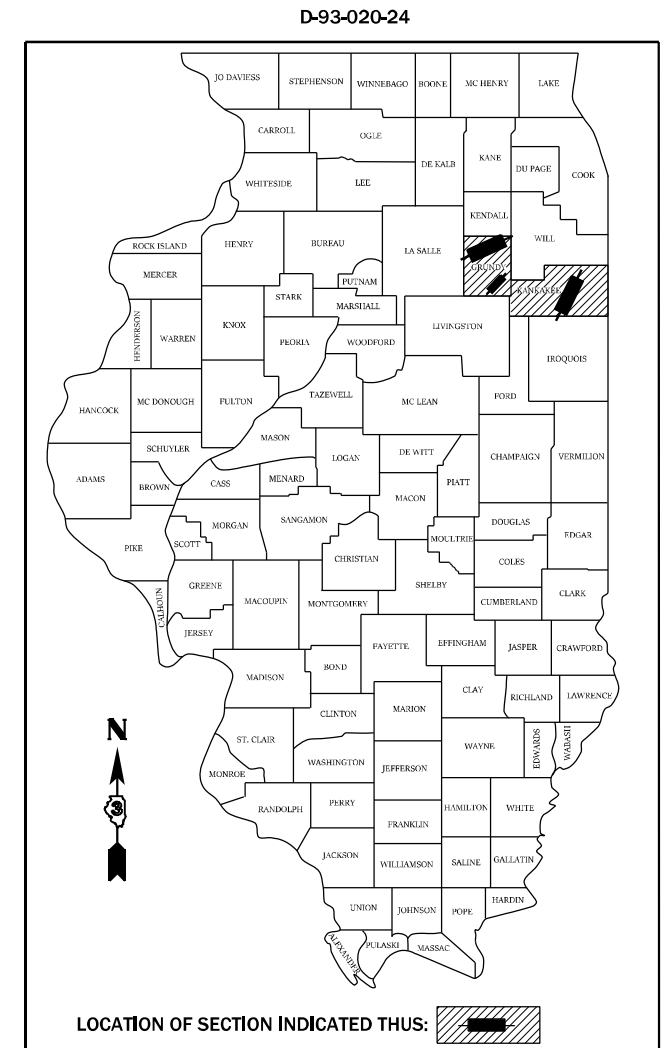 D-93-020-24
JO DAVIESS STEPHENSON WINNEBAGO BOONE MC HENRY LAKE
CARROLL OGLE DE KALB KANE DU PAGE COOK
WHITESIDE LEE
KENDALL
ROCK ISLAND HENRY BUREAU LA SALLE WILL
GRUNDY
MERCER PUTNAM KANKAKEE
STARK
MARSHALL
HENDERSON WARREN KNOX PEORIA WOODFORD LIVINGSTON
IROQUOIS
HANCOCK MC DONOUGH FULTON TAZEWELL MC LEAN FORD
MASON
SCHUYLER LOGAN DE WITT CHAMPAIGN VERMILION
ADAMS BROWN CASS MENARD PIATT
MACON
MORGAN SANGAMON DOUGLAS
PIKE SCOTT MOULTRIE EDGAR
CHRISTIAN COLES
GREENE SHELBY
CALHOUN MACOUPIN MONTGOMERY CUMBERLAND CLARK
JERSEY
FAYETTE EFFINGHAM JASPER CRAWFORD
MADISON BOND
CLAY RICHLAND LAWRENCE
CLINTON MARION
N ST. CLAIR WAYNE EDWARDS WABASH
WASHINGTON JEFFERSON
MONROE
3 RANDOLPH PERRY HAMILTON WHITE
FRANKLIN
JACKSON WILLIAMSON SALINE GALLATIN
UNION JOHNSON POPE HARDIN
ALEXANDER PULASKI MASSAC
LOCATION OF SECTION INDICATED THUS: